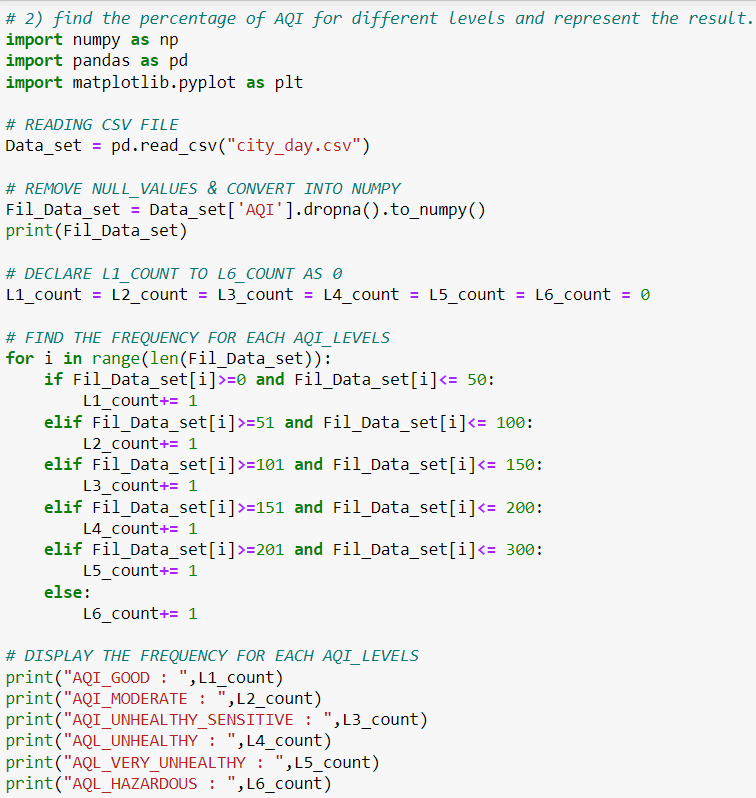 # 2) find the percentage of AQI for different levels and represent the result.
import numpy as np
import pandas as pd
import matplotlib.pyplot as plt

# READING CSV FILE
Data_set = pd.read_csv("city_day.csv")

# REMOVE NULL_VALUES & CONVERT INTO NUMPY
Fil_Data_set = Data_set['AQI'].dropna().to_numpy()
print(Fil_Data_set)

# DECLARE L1_COUNT TO L6_COUNT AS 0
L1_count = L2_count = L3_count = L4_count = L5_count = L6_count = 0

# FIND THE FREQUENCY FOR EACH AQI_LEVELS
for i in range(len(Fil_Data_set)):
    if Fil_Data_set[i]>=0 and Fil_Data_set[i]<= 50:
        L1_count+= 1
    elif Fil_Data_set[i]>=51 and Fil_Data_set[i]<= 100:
        L2_count+= 1
    elif Fil_Data_set[i]>=101 and Fil_Data_set[i]<= 150:
        L3_count+= 1
    elif Fil_Data_set[i]>=151 and Fil_Data_set[i]<= 200:
        L4_count+= 1
    elif Fil_Data_set[i]>=201 and Fil_Data_set[i]<= 300:
        L5_count+= 1
    else:
        L6_count+= 1

# DISPLAY THE FREQUENCY FOR EACH AQI_LEVELS
print("AQI_GOOD : ",L1_count)
print("AQI_MODERATE : ",L2_count)
print("AQI_UNHEALTHY_SENSITIVE : ",L3_count)
print("AQL_UNHEALTHY : ",L4_count)
print("AQL_VERY_UNHEALTHY : ",L5_count)
print("AQL_HAZARDOUS : ",L6_count)